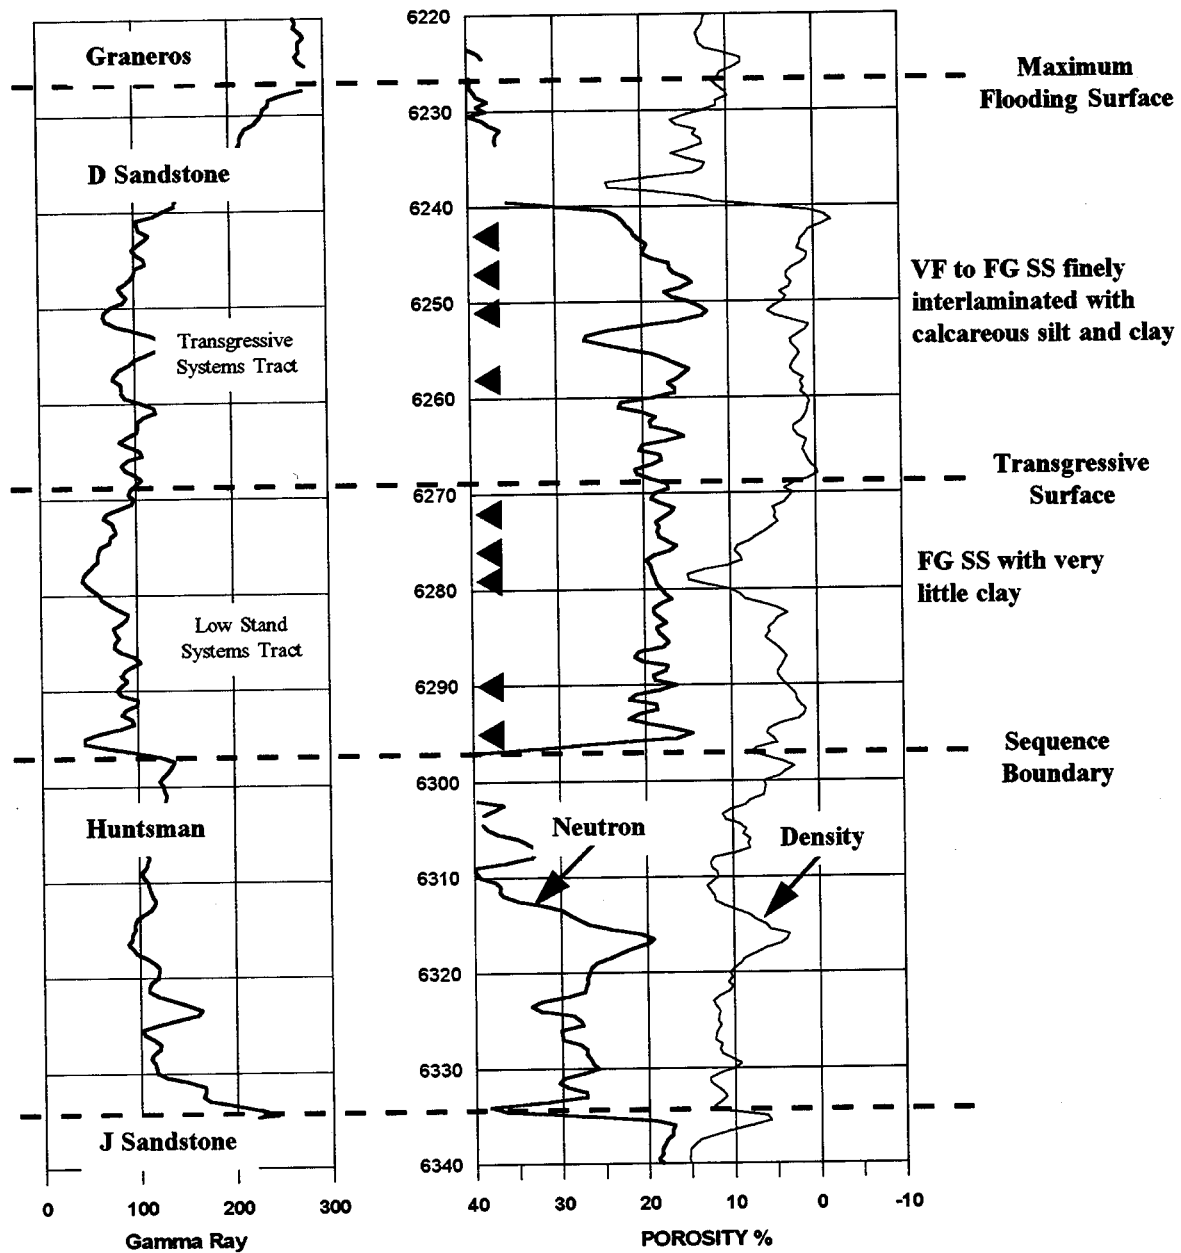 Graneros
D Sandstone
Transgressive
Systems Tract
Low Stand
Systems Tract
Huntsman
J Sandstone
0
100
200
300
Gamma Ray
6220
6230
6240
6250
6260
6270
6280
6290
6300
6310
6320
6330
6340
Neutron
Density
40
30
20
10
0
-10
POROSITY %
Maximum
Flooding Surface
VF to FG SS finely
interlaminated with
calcareous silt and clay
Transgressive
Surface
FG SS with very
little clay
Sequence
Boundary